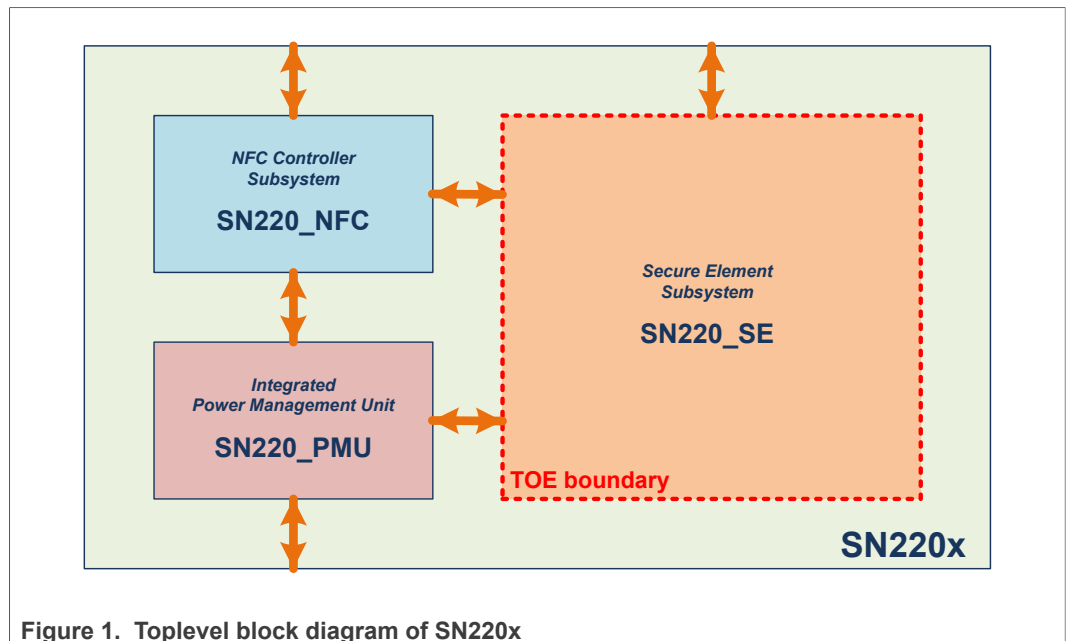 NFC Controller
Subsystem
SN220_NFC
Secure Element
Subsystem
SN220_SE
Integrated
Power Management Unit
SN220_PMU
TOE boundary
SN220x
Figure 1. Toplevel block diagram of SN220x